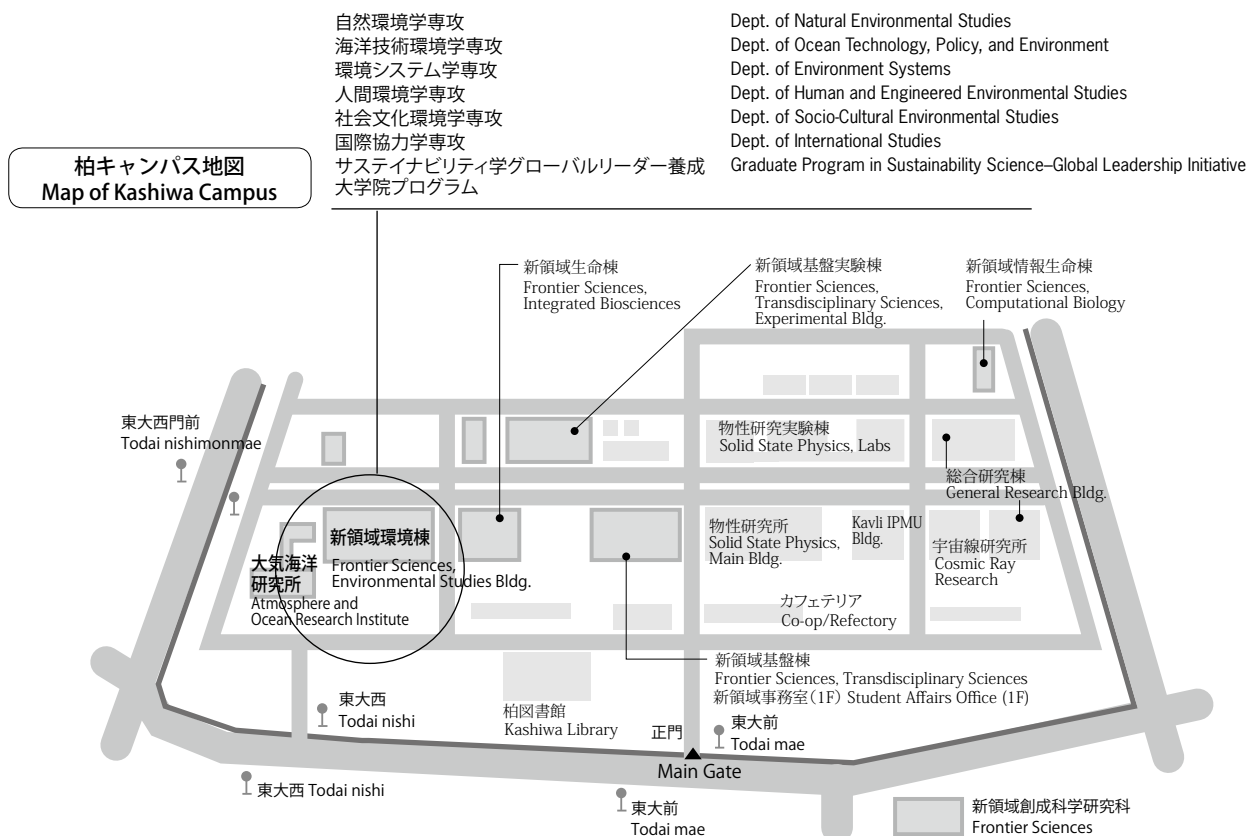 自然環境学専攻
海洋技術環境学専攻
環境システム学専攻
人間環境学専攻
社会文化環境学専攻
国際協力学専攻
サステイナビリティ学グローバルリーダー養成
大学院プログラム
Dept. of Natural Environmental Studies
Dept. of Ocean Technology, Policy, and Environment
Dept. of Environment Systems
Dept. of Human and Engineered Environmental Studies
Dept. of Socio-Cultural Environmental Studies
Dept. of International Studies
Graduate Program in Sustainability Science–Global Leadership Initiative
柏キャンパス地図
Map of Kashiwa Campus
新領域生命棟
Frontier Sciences,
Integrated Biosciences
新領域基盤実験棟
Frontier Sciences,
Transdisciplinary Sciences,
Experimental Bldg.
新領域情報生命棟
Frontier Sciences,
Computational Biology
東大西門前
Todai nishimonmae
物性研究実験棟
Solid State Physics, Labs
総合研究棟
General Research Bldg.
新領域環境棟
Frontier Sciences,
Environmental Studies Bldg.
大気海洋
研究所
Atmosphere and
Ocean Research Institute
物性研究所
Solid State Physics,
Main Bldg.
Kavli IPMU
Bldg.
宇宙線研究所
Cosmic Ray
Research
カフェテリア
Co-op/Refectory
新領域基盤棟
Frontier Sciences, Transdisciplinary Sciences
新領域事務室(1F) Student Affairs Office (1F)
東大西
Todai nishi
柏図書館
Kashiwa Library
正門
東大前
Todai mae
Main Gate
東大西 Todai nishi
東大前
Todai mae
新領域創成科学研究科
Frontier Sciences